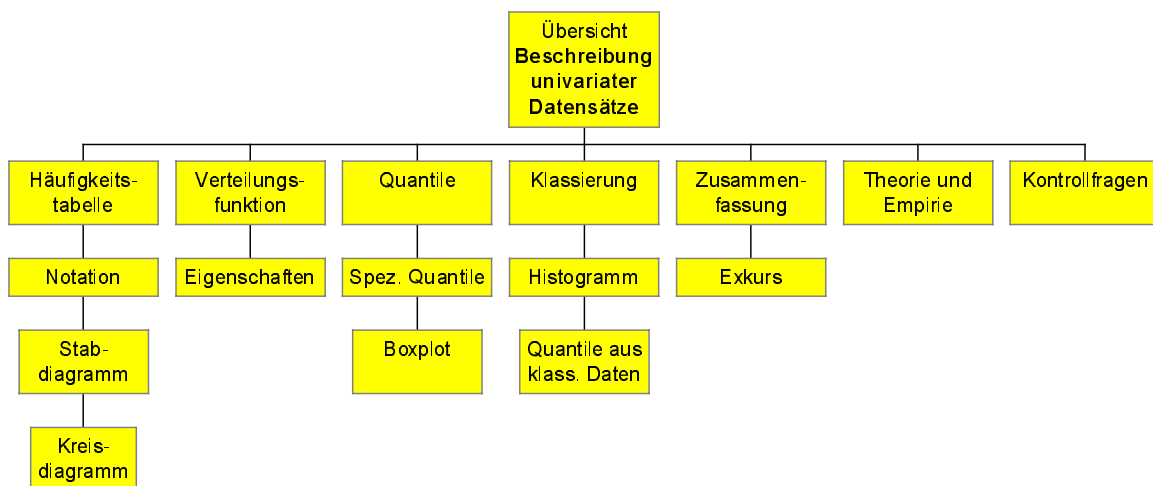 Übersicht
Beschreibung
univariater
Datensätze
Häufigkeits-
tabelle
Verteilungs-
funktion
Quantile
Klassierung
Zusammen-
fassung
Theorie und
Empirie
Kontrollfragen
Notation
Eigenschaften
Spez. Quantile
Histogramm
Exkurs
Stab-
diagramm
Boxplot
Quantile aus
klass. Daten
Kreis-
diagramm